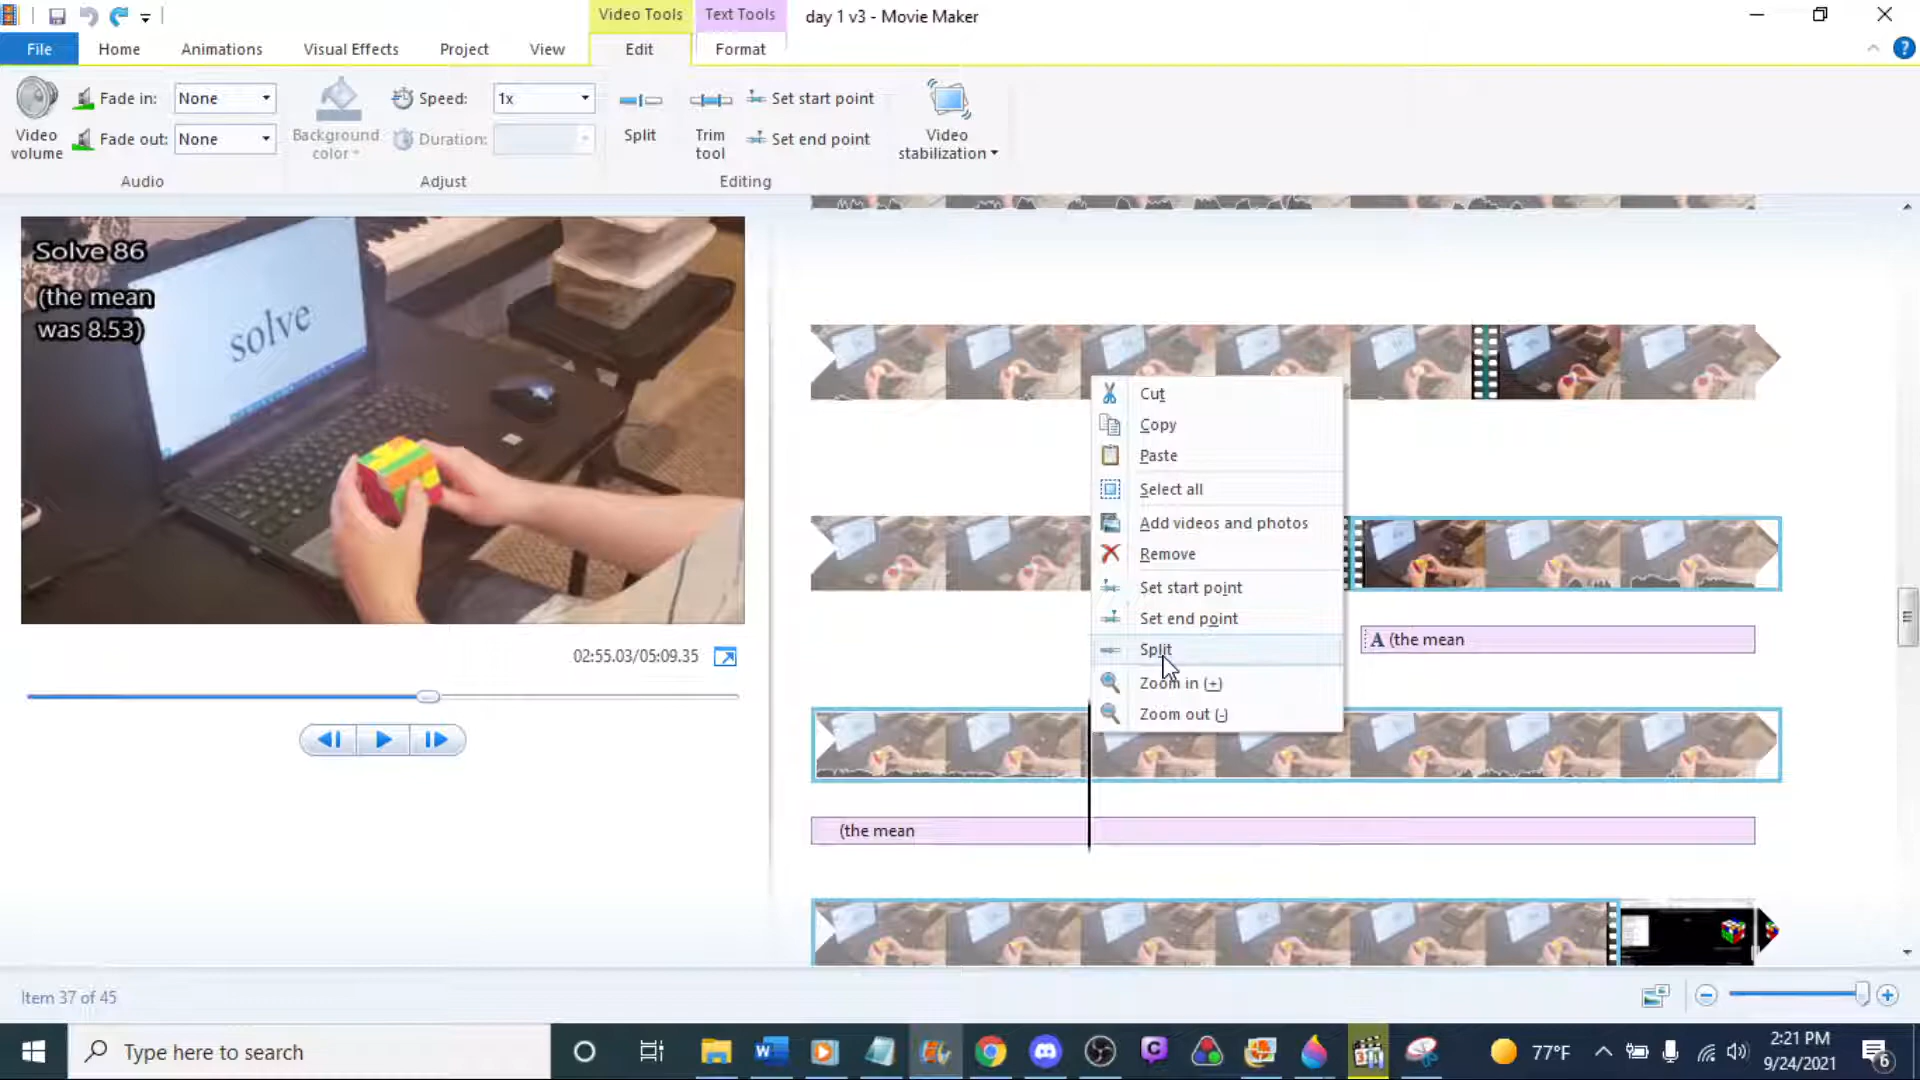 Video Tools
Text Tools
day 1 v3 - Movie Maker
File
Home
Animations
Visual Effects
Project
View
Edit
Format
Video
volume
Fade in:
None
Fade out:
None
Audio
Background
color
Speed:
1x
Duration:
Adjust
Split
Trim
tool
Set start point
Set end point
Editing
Video
stabilization
Solve 86
(the mean
was 8.53)
solve
02:55.03/05:09.35
Cut
Copy
Paste
Select all
Add videos and photos
Remove
Set start point
Set end point
Split
Zoom in (+)
Zoom out (-)
A (the mean
(the mean
Item 37 of 45
Type here to search
77°F
2:21 PM
9/24/2021
6